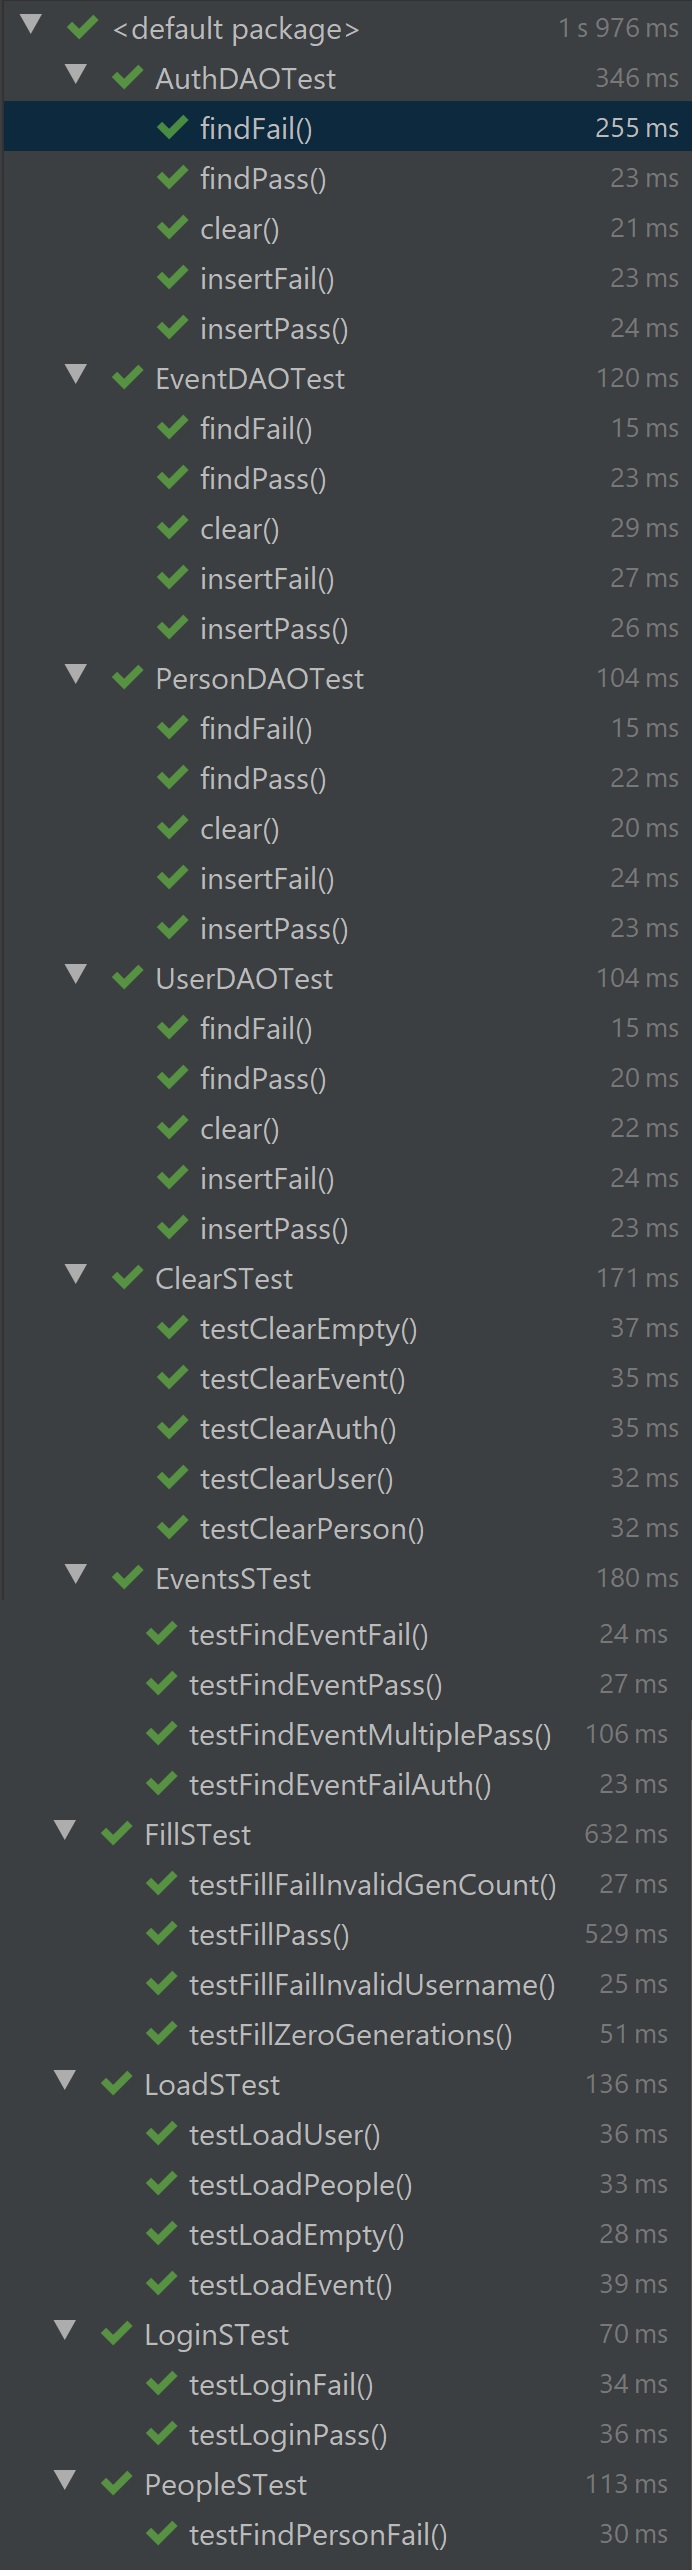 <default package> 1 s 976 ms
AuthDAOTest 346 ms
findFail() 255 ms
findPass() 23 ms
clear() 21 ms
insertFail() 23 ms
insertPass() 24 ms
EventDAOTest 120 ms
findFail() 15 ms
findPass() 23 ms
clear() 29 ms
insertFail() 27 ms
insertPass() 26 ms
PersonDAOTest 104 ms
findFail() 15 ms
findPass() 22 ms
clear() 20 ms
insertFail() 24 ms
insertPass() 23 ms
UserDAOTest 104 ms
findFail() 15 ms
findPass() 20 ms
clear() 22 ms
insertFail() 24 ms
insertPass() 23 ms
ClearSTest 171 ms
testClearEmpty() 37 ms
testClearEvent() 35 ms
testClearAuth() 35 ms
testClearUser() 32 ms
testClearPerson() 32 ms
EventsSTest 180 ms
testFindEventFail() 24 ms
testFindEventPass() 27 ms
testFindEventMultiplePass() 106 ms
testFindEventFailAuth() 23 ms
FillSTest 632 ms
testFillFailInvalidGenCount() 27 ms
testFillPass() 529 ms
testFillFailInvalidUsername() 25 ms
testFillZeroGenerations() 51 ms
LoadSTest 136 ms
testLoadUser() 36 ms
testLoadPeople() 33 ms
testLoadEmpty() 28 ms
testLoadEvent() 39 ms
LoginSTest 70 ms
testLoginFail() 34 ms
testLoginPass() 36 ms
PeopleSTest 113 ms
testFindPersonFail() 30 ms